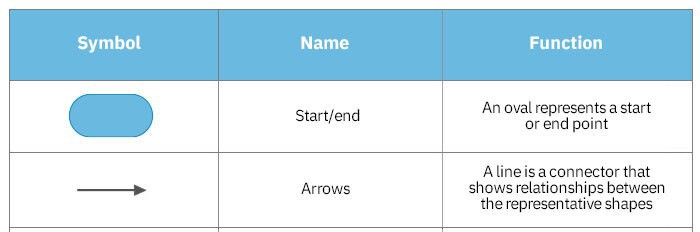 Symbol Name Function
Start/end
An oval represents a start
or end point
Arrows
A line is a connector that
shows relationships between
the representative shapes